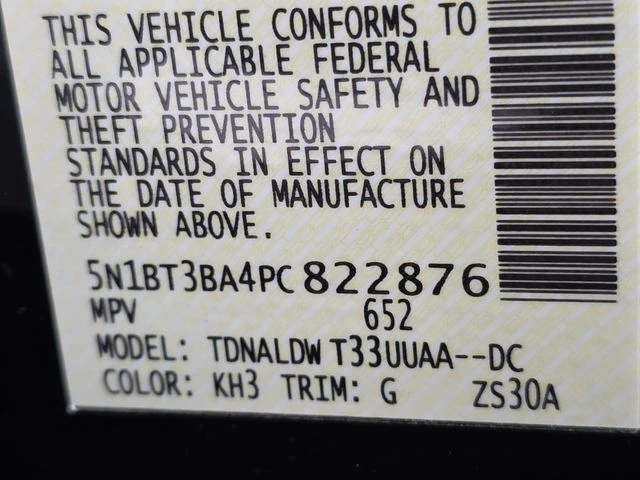 THIS VEHICLE CONFORMS TO
ALL APPLICABLE FEDERAL
MOTOR VEHICLE SAFETY AND
THEFT PREVENTION
STANDARDS IN EFFECT ON
THE DATE OF MANUFACTURE
SHOWN ABOVE.
5N1BT3BA4PC822876
MPV 652
MODEL: TDNALDW T33UUAA--DC
COLOR: KH3 TRIM: G ZS30A